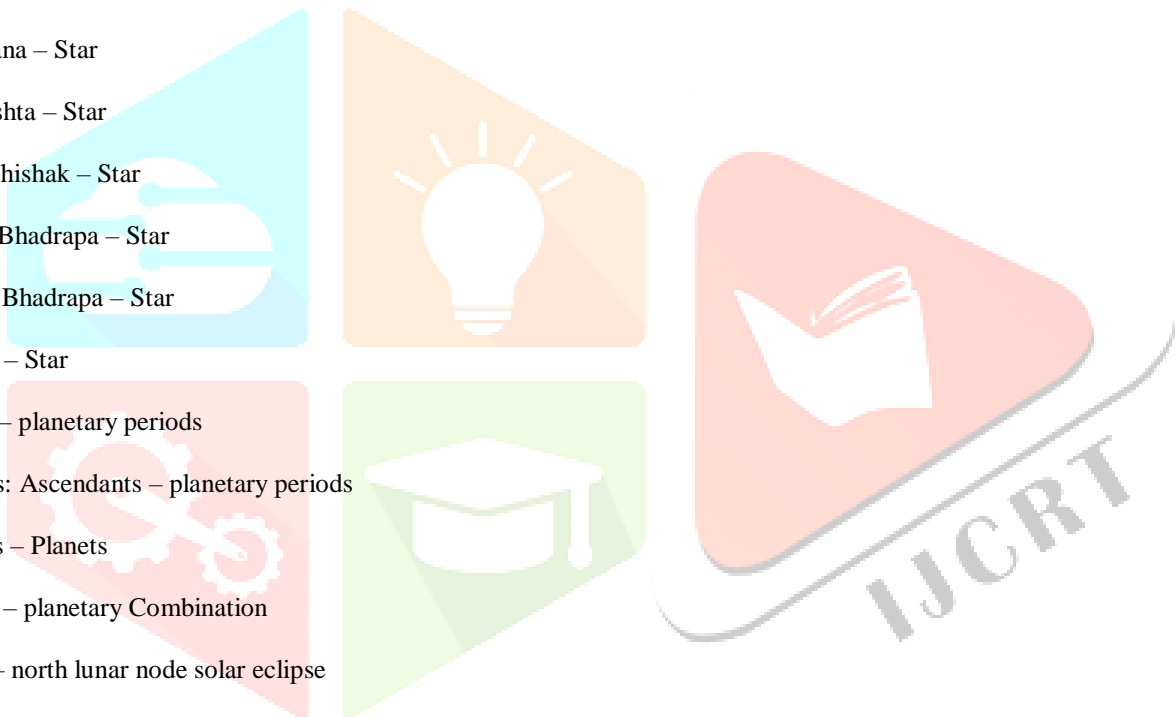 ana – Star
shta – Star
hishak – Star
Bhadrapa – Star
Bhadrapa – Star
– Star
– planetary periods
s: Ascendants – planetary periods
s – Planets
– planetary Combination
– north lunar node solar eclipse
IJCRT